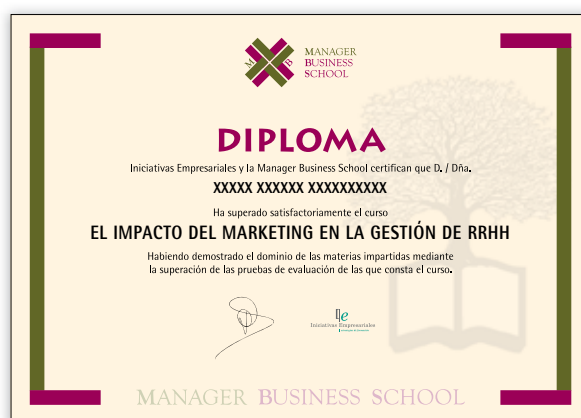 M B
MANAGER
BUSINESS
SCHOOL
DIPLOMA
Iniciativas Empresariales y la Manager Business School certifican que D. / Dña.
XXXXX XXXXXX XXXXXXXXXX
Ha superado satisfactoriamente el curso
EL IMPACTO DEL MARKETING EN LA GESTIÓN DE RRHH
Habiendo demostrado el dominio de las materias impartidas mediante
la superación de las pruebas de evaluación de las que consta el curso.
Iniciativas Empresariales
MANAGER BUSINESS SCHOOL